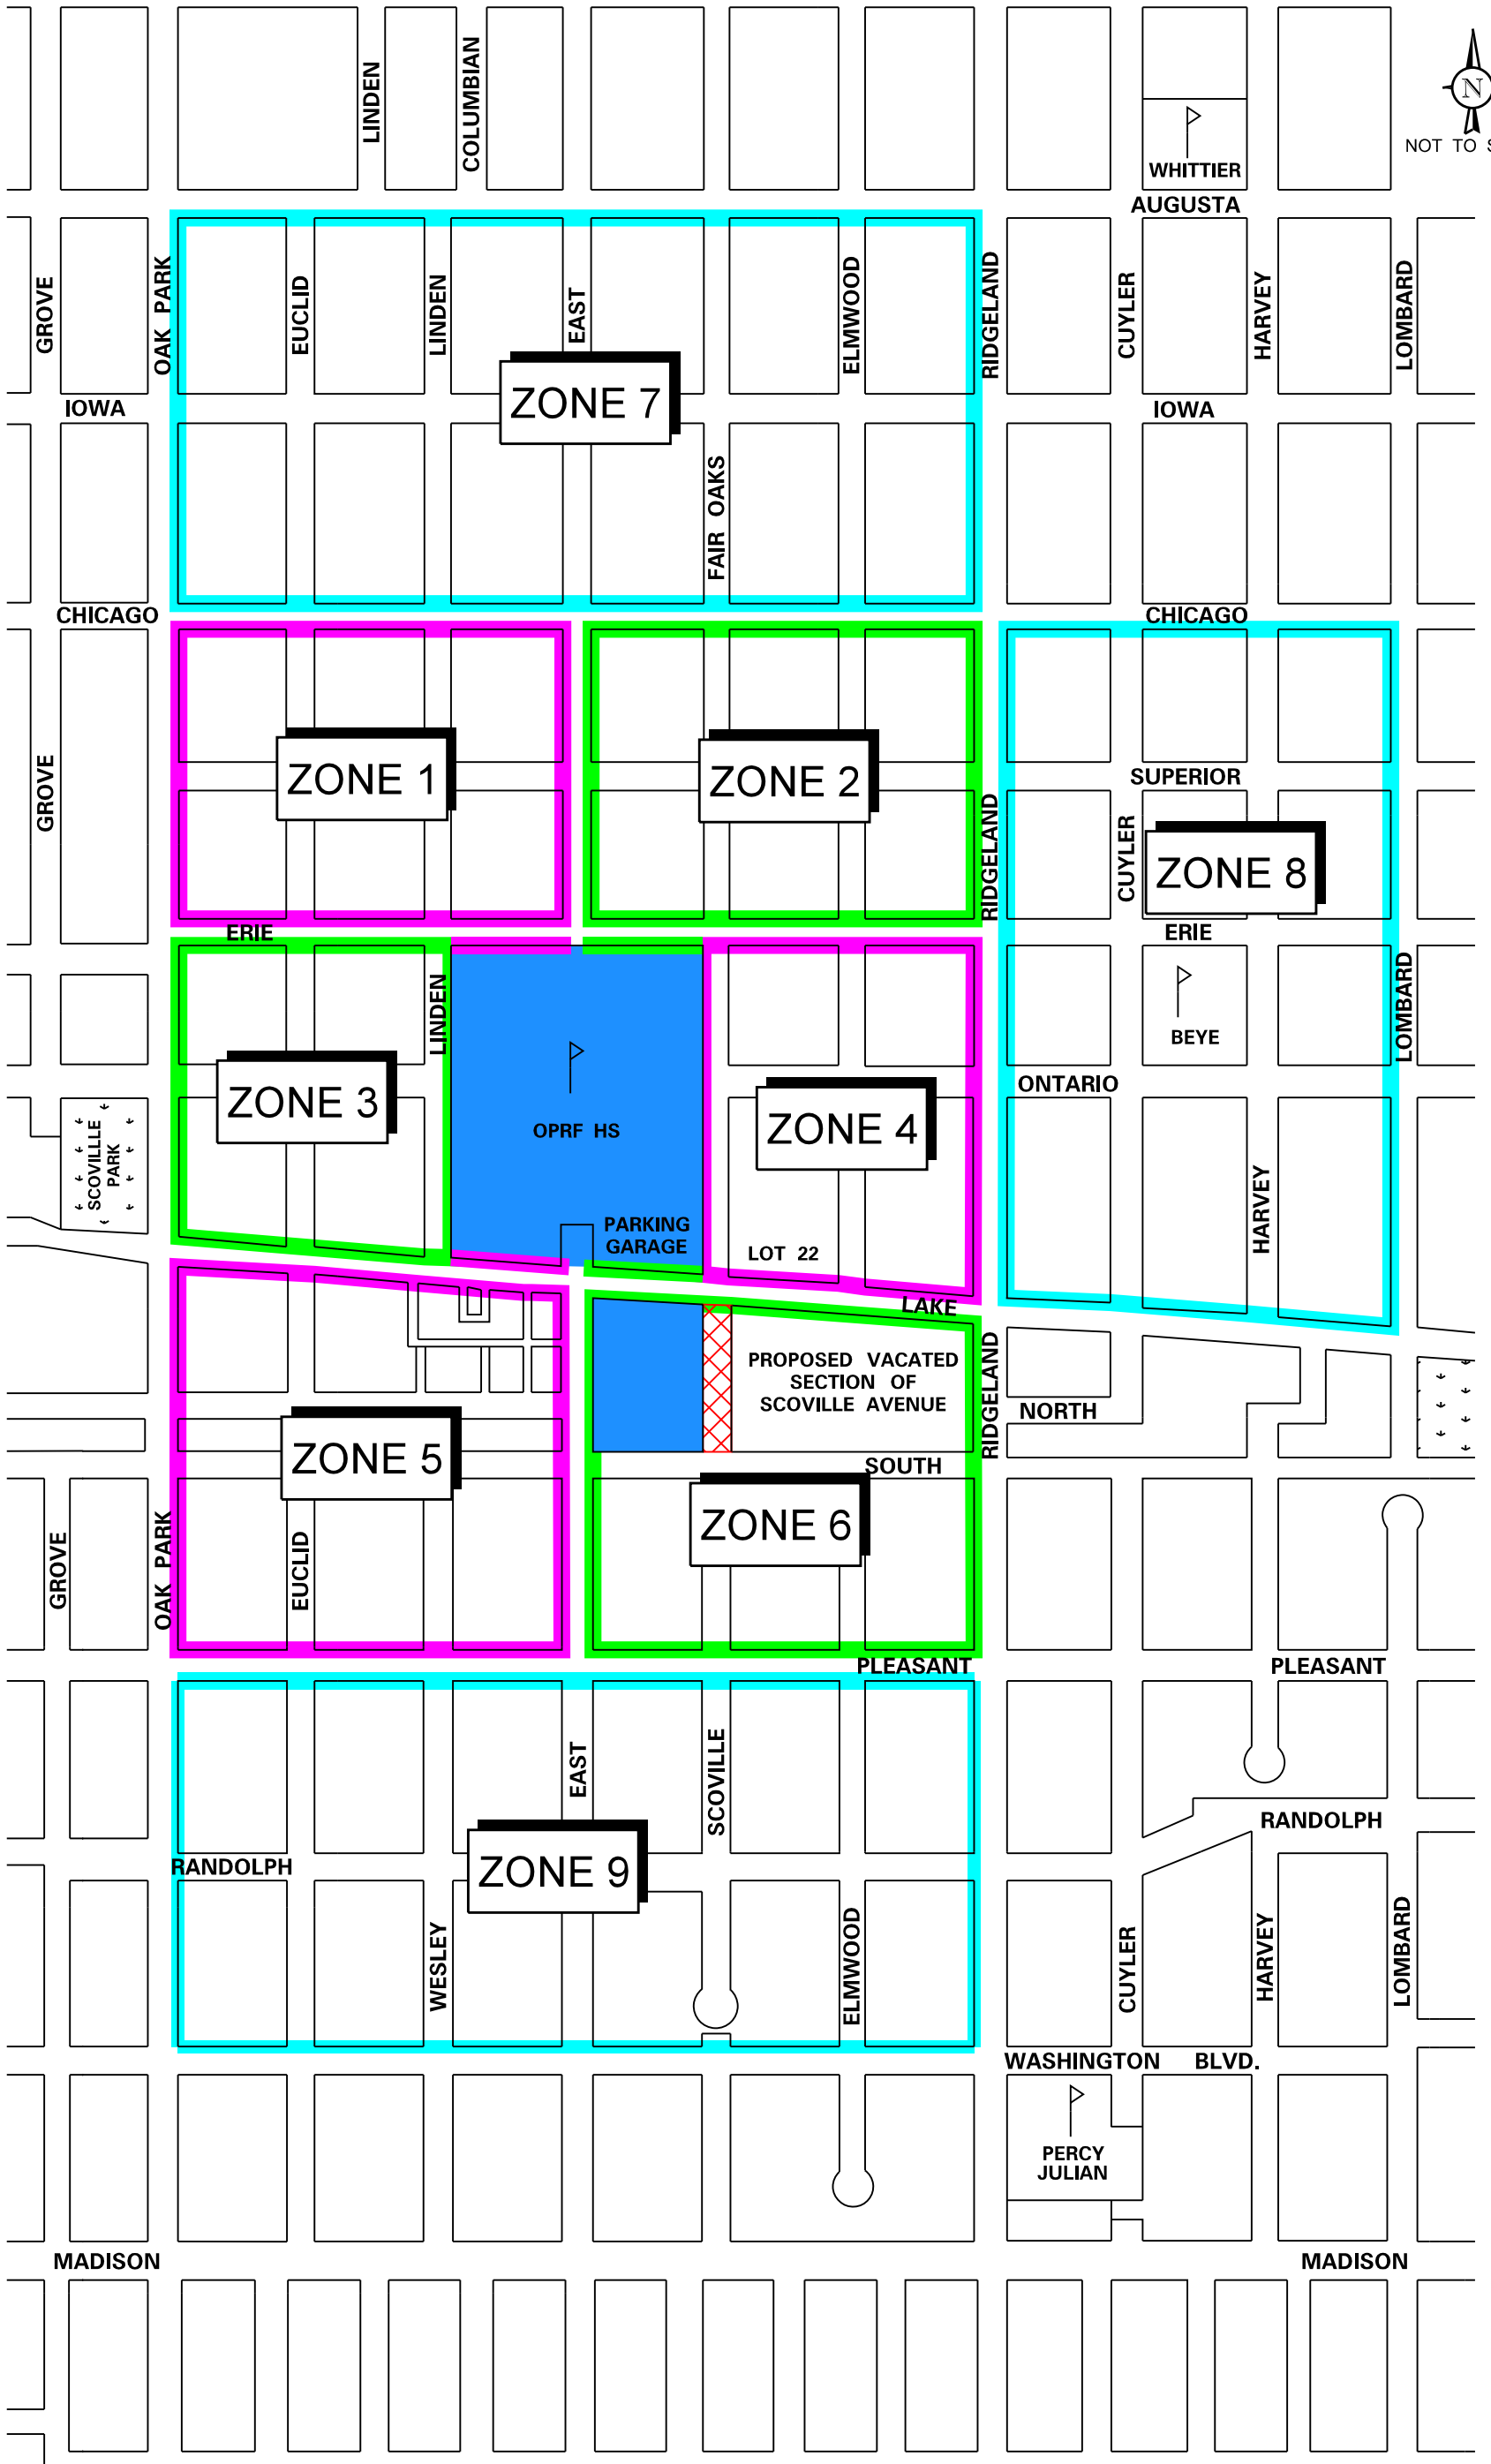 LINDEN
COLUMBIAN
N
NOT TO S
WHITTIER
AUGUSTA
GROVE
OAK PARK
EUCLID
LINDEN
EAST
ELMWOOD
RIDGELAND
CUYLER
HARVEY
LOMBARD
ZONE 7
IOWA
IOWA
FAIR OAKS
CHICAGO
CHICAGO
GROVE
ZONE 1
ZONE 2
SUPERIOR
RIDGELAND
CUYLER
ZONE 8
ERIE
ERIE
LINDEN
LOMBARD
BEYE
ONTARIO
ZONE 3
OPRF HS
ZONE 4
SCOVILLLE
PARK
HARVEY
PARKING
GARAGE
LOT 22
LAKE
PROPOSED VACATED
SECTION OF
SCOVILLE AVENUE
RIDGELAND
NORTH
ZONE 5
SOUTH
ZONE 6
GROVE
OAK PARK
EUCLID
PLEASANT
PLEASANT
EAST
SCOVILLE
RANDOLPH
RANDOLPH
ZONE 9
WESLEY
ELMWOOD
CUYLER
HARVEY
LOMBARD
WASHINGTON BLVD.
PERCY
JULIAN
MADISON
MADISON